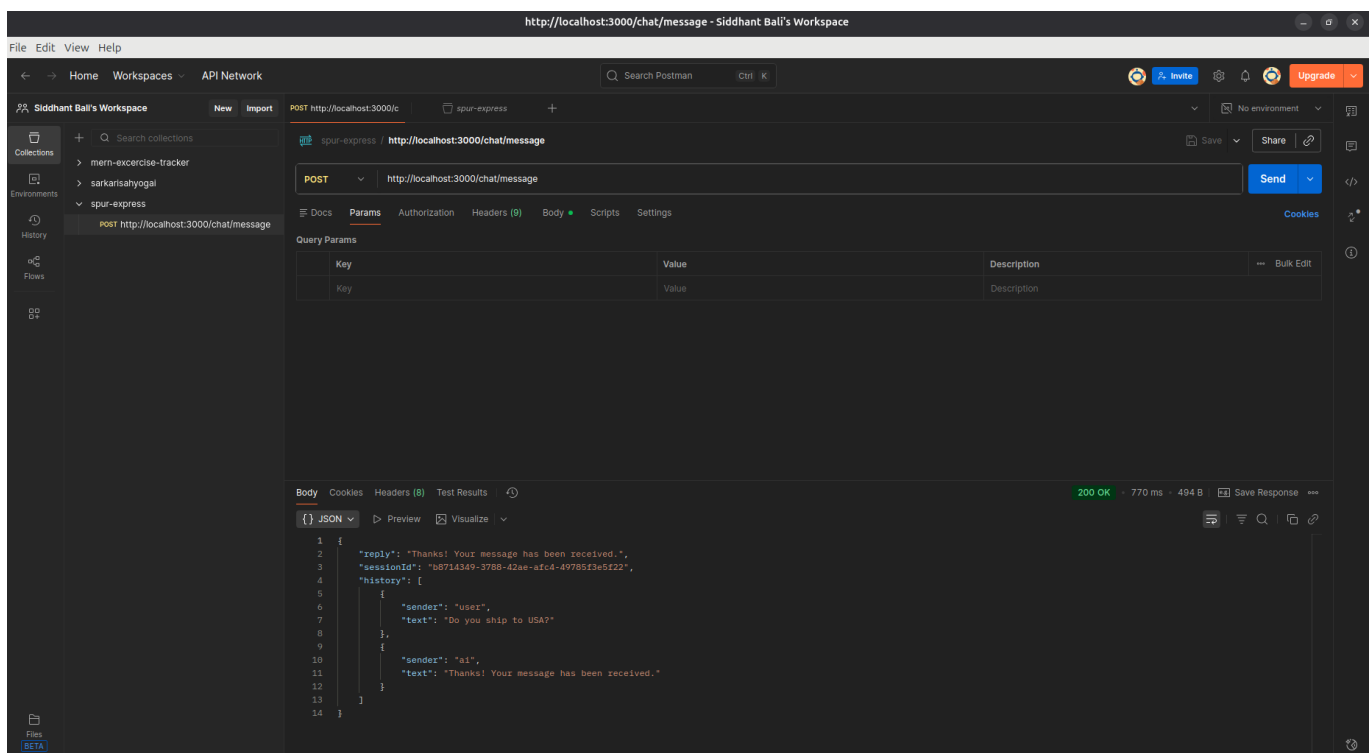 http://localhost:3000/chat/message - Siddhant Bali's Workspace
File Edit View Help
Home Workspaces API Network
Search Postman Ctrl K
Invite
Upgrade
Siddhant Bali's Workspace New Import
POST http://localhost:3000/c
spur-express
No environment
Collections
Search collections
mern-excercise-tracker
sarkarisahyogai
spur-express
POST http://localhost:3000/chat/message
Environments
History
Flows
spur-express / http://localhost:3000/chat/message
Save
Share
POST http://localhost:3000/chat/message
Send
Docs Params Authorization Headers (9) Body Scripts Settings
Cookies
Query Params
Key Value Description Bulk Edit
Key Value Description
Body Cookies Headers (8) Test Results
200 OK 770 ms 494 B Save Response
{} JSON Preview Visualize
1 {
2 "reply": "Thanks! Your message has been received.",
3 "sessionId": "b8714349-3788-42ae-afc4-49785f3e5f22",
4 "history": [
5 {
6 "sender": "user",
7 "text": "Do you ship to USA?"
8 },
9 {
10 "sender": "ai",
11 "text": "Thanks! Your message has been received."
12 }
13 ]
14 }
Files
BETA